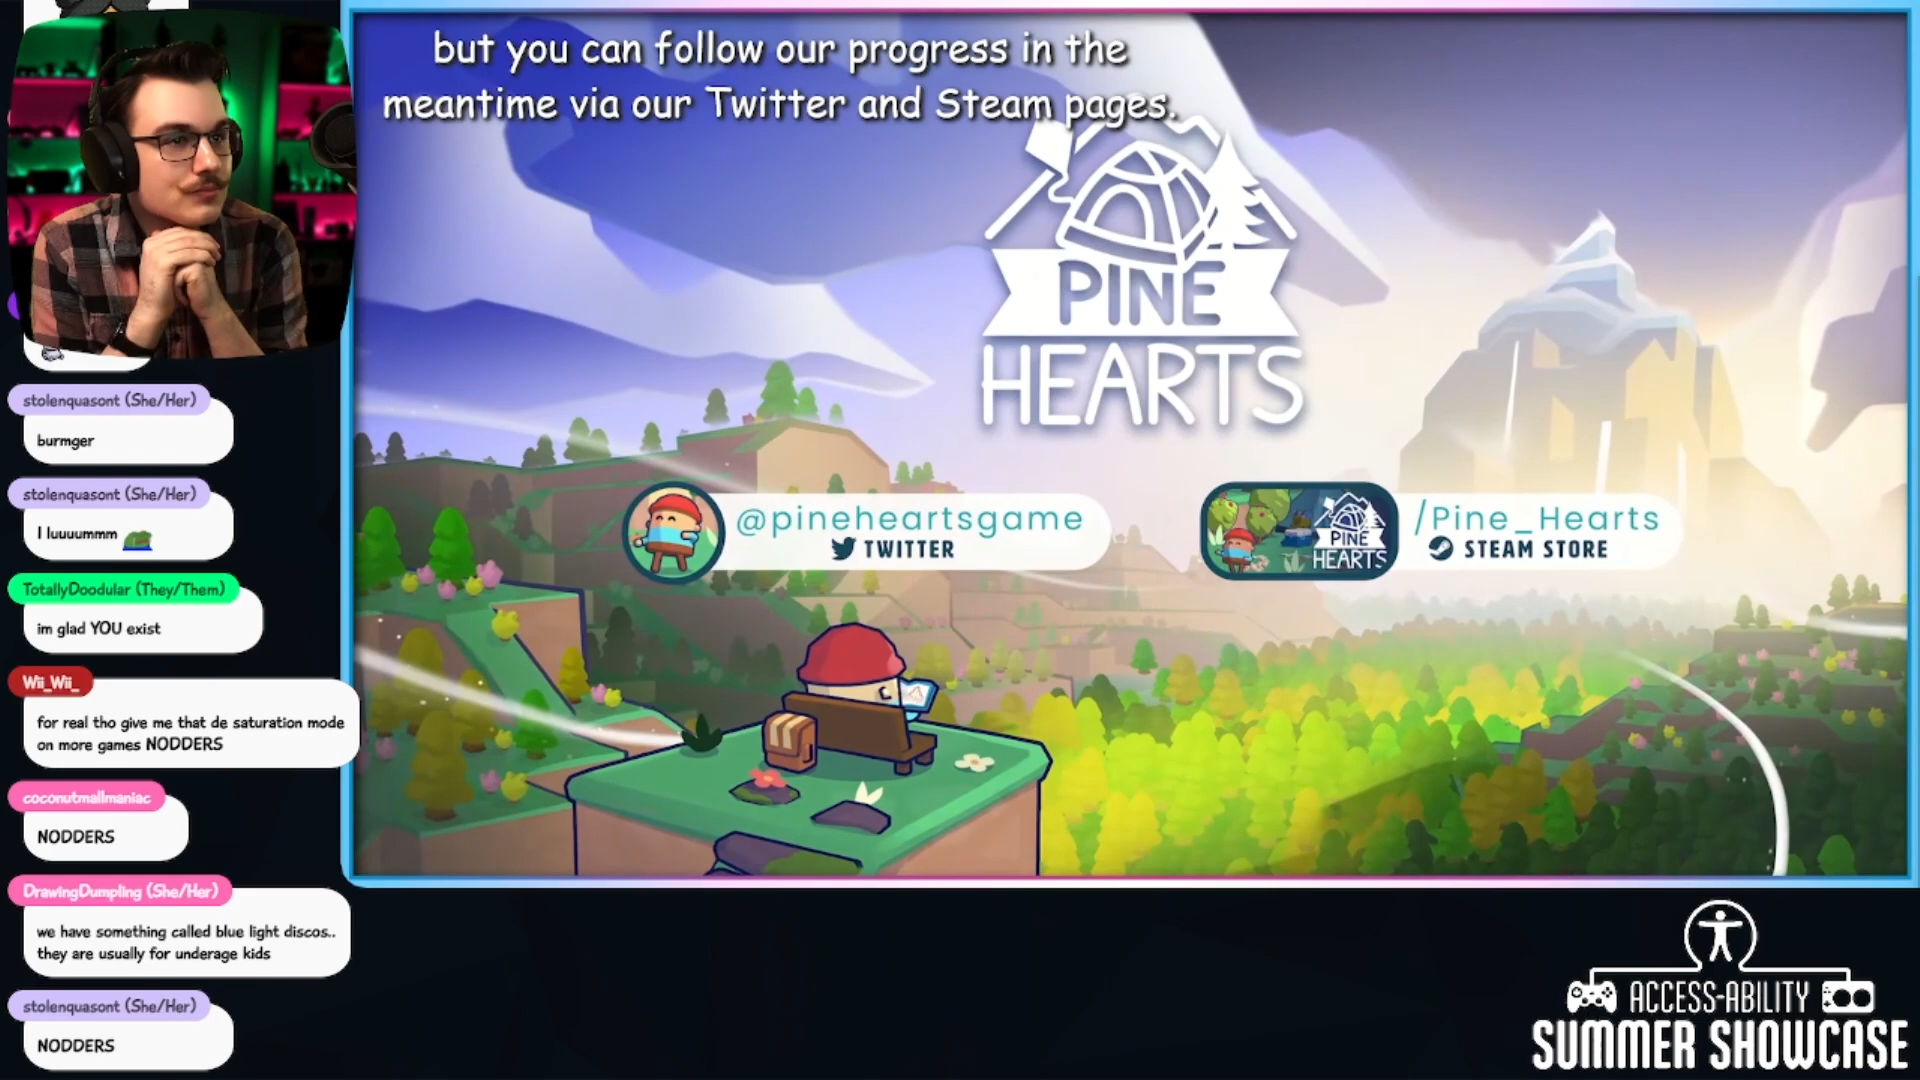 but you can follow our progress in the
meantime via our Twitter and Steam pages.
PINE
HEARTS
@pineheartsgame
TWITTER
PINE
HEARTS
/Pine_Hearts
STEAM STORE
stolenquasont (She/Her)
burmger
stolenquasont (She/Her)
I luuuummm
TotallyDoodular (They/Them)
im glad YOU exist
Wii_Wii_
for real tho give me that de saturation mode
on more games NODDERS
coconutmallmaniac
NODDERS
DrawingDumpling (She/Her)
we have something called blue light discos..
they are usually for underage kids
stolenquasont (She/Her)
NODDERS
ACCESS-ABILITY
SUMMER SHOWCASE